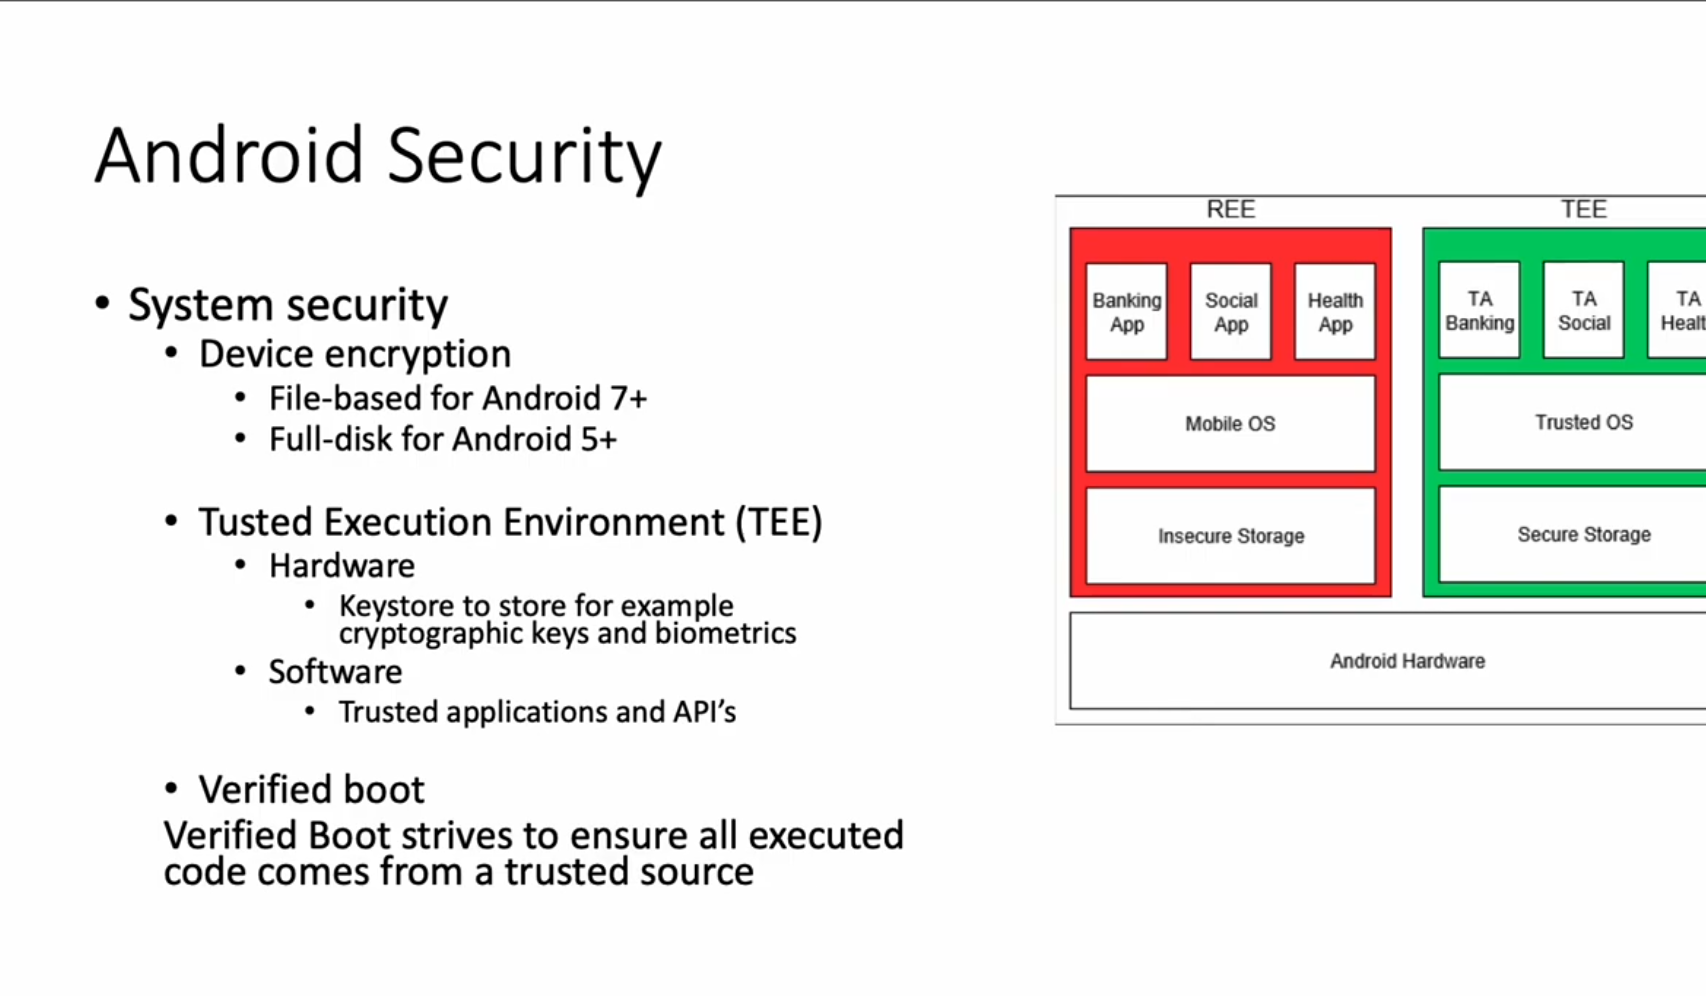 Android Security
• System security
• Device encryption
• File-based for Android 7+
• Full-disk for Android 5+
• Tusted Execution Environment (TEE)
• Hardware
• Keystore to store for example
cryptographic keys and biometrics
• Software
• Trusted applications and API’s
• Verified boot
Verified Boot strives to ensure all executed
code comes from a trusted source
REE
Banking
App
Social
App
Health
App
Mobile OS
Insecure Storage
TEE
TA
Banking
TA
Social
TA
Healt
Trusted OS
Secure Storage
Android Hardware